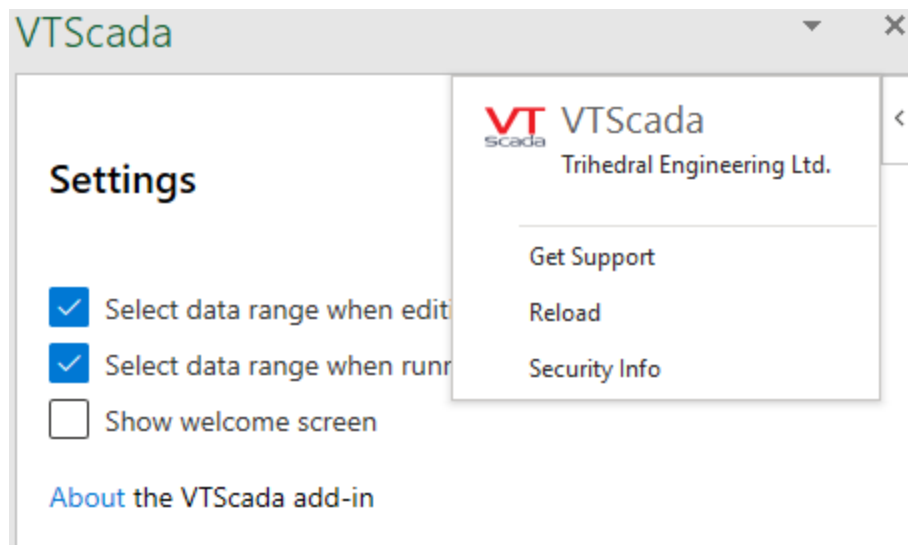 VTScada
VT
scada
VTScada
Trihedral Engineering Ltd.
Get Support
Reload
Security Info
Settings
Select data range when editi
Select data range when runr
Show welcome screen
About the VTScada add-in